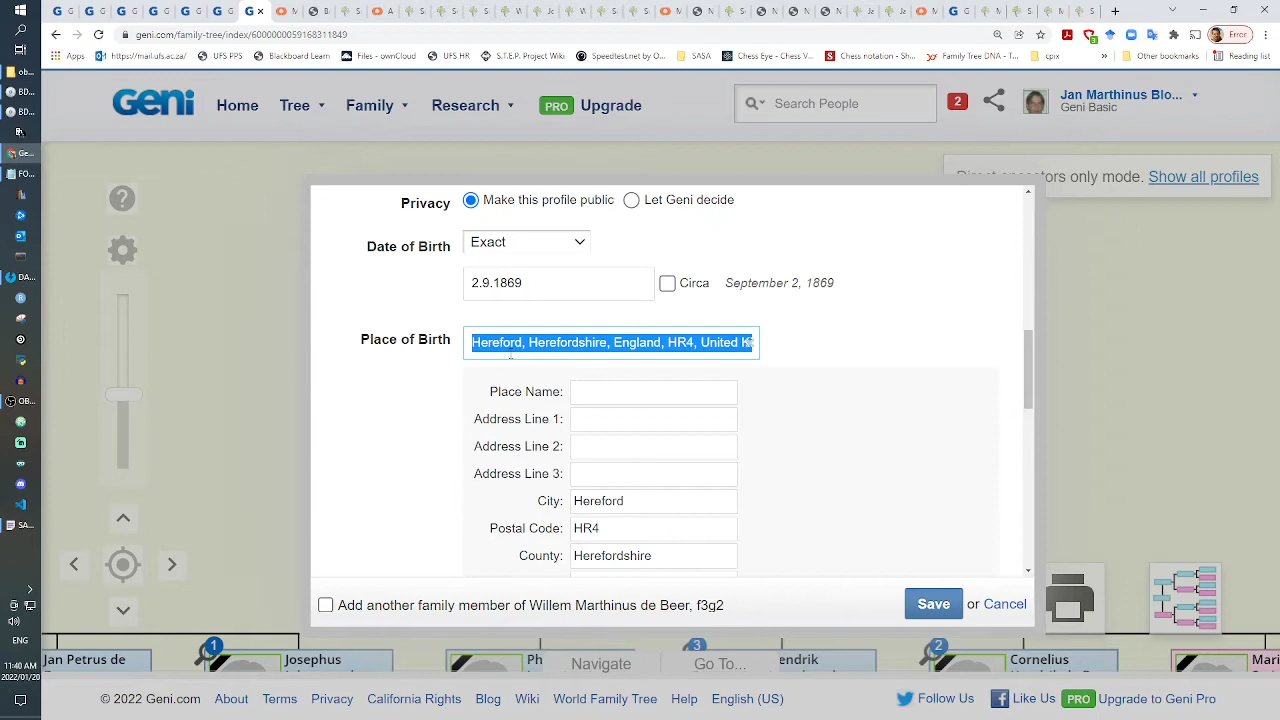 geni.com/family-tree/index/6000000059168311849
Error
Apps
https://mail.ufs.ac.za/
UFS PPS
Blackboard Learn
Files - ownCloud
UFS HR
S.T.E.P. Project Wiki
Speedtest.net by O...
SASA
Chess Eye - Chess V...
Chess notation - Sh...
Family Tree DNA - T...
cpix
Other bookmarks
Reading list
Geni
Home
Tree
Family
Research
PRO
Upgrade
Search People
2
Jan Marthinus Blo...
Geni Basic
Direct ancestors only mode. Show all profiles
Privacy
Make this profile public
Let Geni decide
Date of Birth
Exact
2.9.1869
Circa
September 2, 1869
Place of Birth
Hereford, Herefordshire, England, HR4, United
Place Name:
Address Line 1:
Address Line 2:
Address Line 3:
City: Hereford
Postal Code: HR4
County: Herefordshire
Add another family member of Willem Marthinus de Beer, f3g2
Save or Cancel
1
3
2
Jan Petrus de
Josephus
Ph
Navigate
Go To...
endrik
Cornelius
Mari
© 2022 Geni.com
About
Terms
Privacy
California Rights
Blog
Wiki
World Family Tree
Help
English (US)
Follow Us
Like Us
PRO
Upgrade to Geni Pro
ENG
11:40 AM